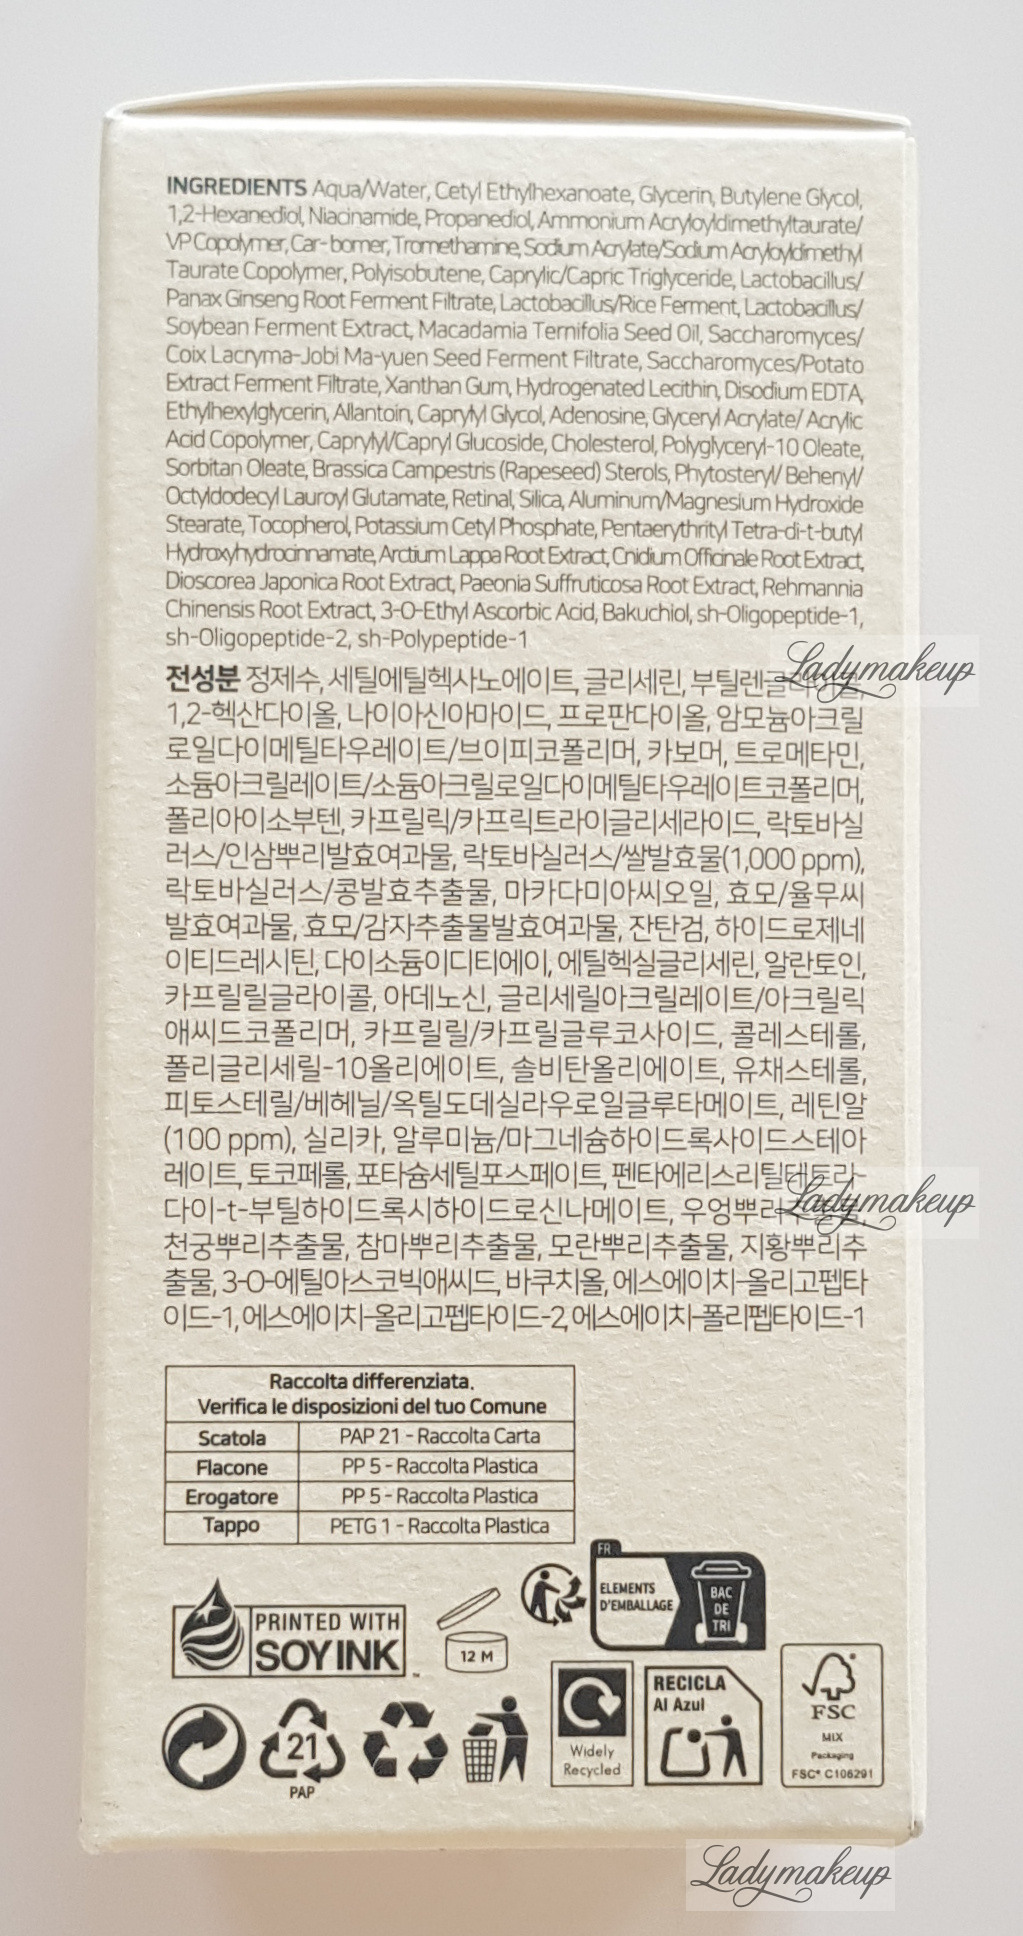 INGREDIENTS Aqua/Water, Cetyl Ethylhexanoate, Glycerin, Butylene Glycol,
1,2-Hexanediol, Niacinamide, Propanediol, Ammonium Acryloyldimethyltaurate/
VP Copolymer, Car-bomer, Tromethamine, Sodium Acrylate/Sodium Acryloyldimethyl
Taurate Copolymer, Polyisobutene, Caprylic/Capric Triglyceride, Lactobacillus/
Panax Ginseng Root Ferment Filtrate, Lactobacillus/Rice Ferment, Lactobacillus/
Soybean Ferment Extract, Macadamia Ternifolia Seed Oil, Saccharomyces/
Coix Lacryma-Jobi Ma-yuen Seed Ferment Filtrate, Saccharomyces/Potato
Extract Ferment Filtrate, Xanthan Gum, Hydrogenated Lecithin, Disodium EDTA,
Ethylhexylglycerin, Allantoin, Caprylyl Glycol, Adenosine, Glyceryl Acrylate/ Acrylic
Acid Copolymer, Caprylyl/Capryl Glucoside, Cholesterol, Polyglyceryl-10 Oleate,
Sorbitan Oleate, Brassica Campestris (Rapeseed) Sterols, Phytosteryl/ Behenyl/
Octyldodecyl Lauroyl Glutamate, Retinal, Silica, Aluminum/Magnesium Hydroxide
Stearate, Tocopherol, Potassium Cetyl Phosphate, Pentaerythrityl Tetra-di-t-butyl
Hydroxyhydrocinnamate, Arctium Lappa Root Extract, Cnidium Officinale Root Extract,
Dioscorea Japonica Root Extract, Paeonia Suffruticosa Root Extract, Rehmannia
Chinensis Root Extract, 3-O-Ethyl Ascorbic Acid, Bakuchiol, sh-Oligopeptide-1,
sh-Oligopeptide-2, sh-Polypeptide-1
전성분 정제수, 세틸에틸헥사노에이트, 글리세린,
1,2-헥산다이올, 나이아신아마이드, 프로판다이올, 암모늄아크릴
로일다이메틸타우레이트/브이피코폴리머, 카보머, 트로메타민,
소듐아크릴레이트/소듐아크릴로일다이메틸타우레이트코폴리머,
폴리아이소부텐, 카프릴릭/카프릭트라이글리세라이드, 락토바실
러스/인삼뿌리발효여과물, 락토바실러스/쌀발효물(1,000 ppm),
락토바실러스/콩발효추출물, 마카다미아씨오일, 효모/율무씨
발효여과물, 효모/감자추출물발효여과물, 잔탄검, 하이드로제네
이티드레시틴, 다이소듐이디티에이, 에틸헥실글리세린, 알란토인,
카프릴릴글라이콜, 아데노신, 글리세릴아크릴레이트/아크릴릭
애씨드코폴리머, 카프릴릴/카프릴글루코사이드, 콜레스테롤,
폴리글리세릴-10올리에이트, 솔비탄올리에이트, 유채스테롤,
피토스테릴/베헤닐/옥틸도데실라우로일글루타메이트, 레틴알
(100 ppm), 실리카, 알루미늄/마그네슘하이드록사이드스테아
레이트, 토코페롤, 포타슘세틸포스페이트, 펜타에리스리틸테트라-
다이-t-부틸하이드록시하이드로신나메이트,
천궁뿌리추출물, 참마뿌리추출물, 모란뿌리추출물, 지황뿌리추
출물, 3-O-에틸아스코빅애씨드, 바쿠치올, 에스에이치-올리고펩타
이드-1, 에스에이치-올리고펩타이드-2, 에스에이치-폴리펩타이드-1
Ladymakeup
Ladymakeup
Raccolta differenziata.
Verifica le disposizioni del tuo Comune
Scatola PAP 21 - Raccolta Carta
Flacone PP 5 - Raccolta Plastica
Erogatore PP 5 - Raccolta Plastica
Tappo PETG 1 - Raccolta Plastica
FR
ELEMENTS
D'EMBALLAGE
BAC
DE
TRI
PRINTED WITH
SOY INK™
12 M
21
PAP
Widely
Recycled
RECICLA
Al Azul
FSC
MIX
Packaging
FSC® C106291
Ladymakeup